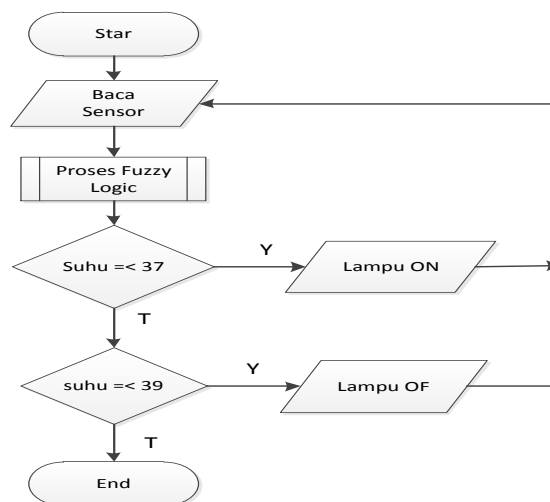 Star
Baca
Sensor
Proses Fuzzy
Logic
Suhu =< 37
Y
Lampu ON
T
suhu =< 39
Y
Lampu OF
T
End